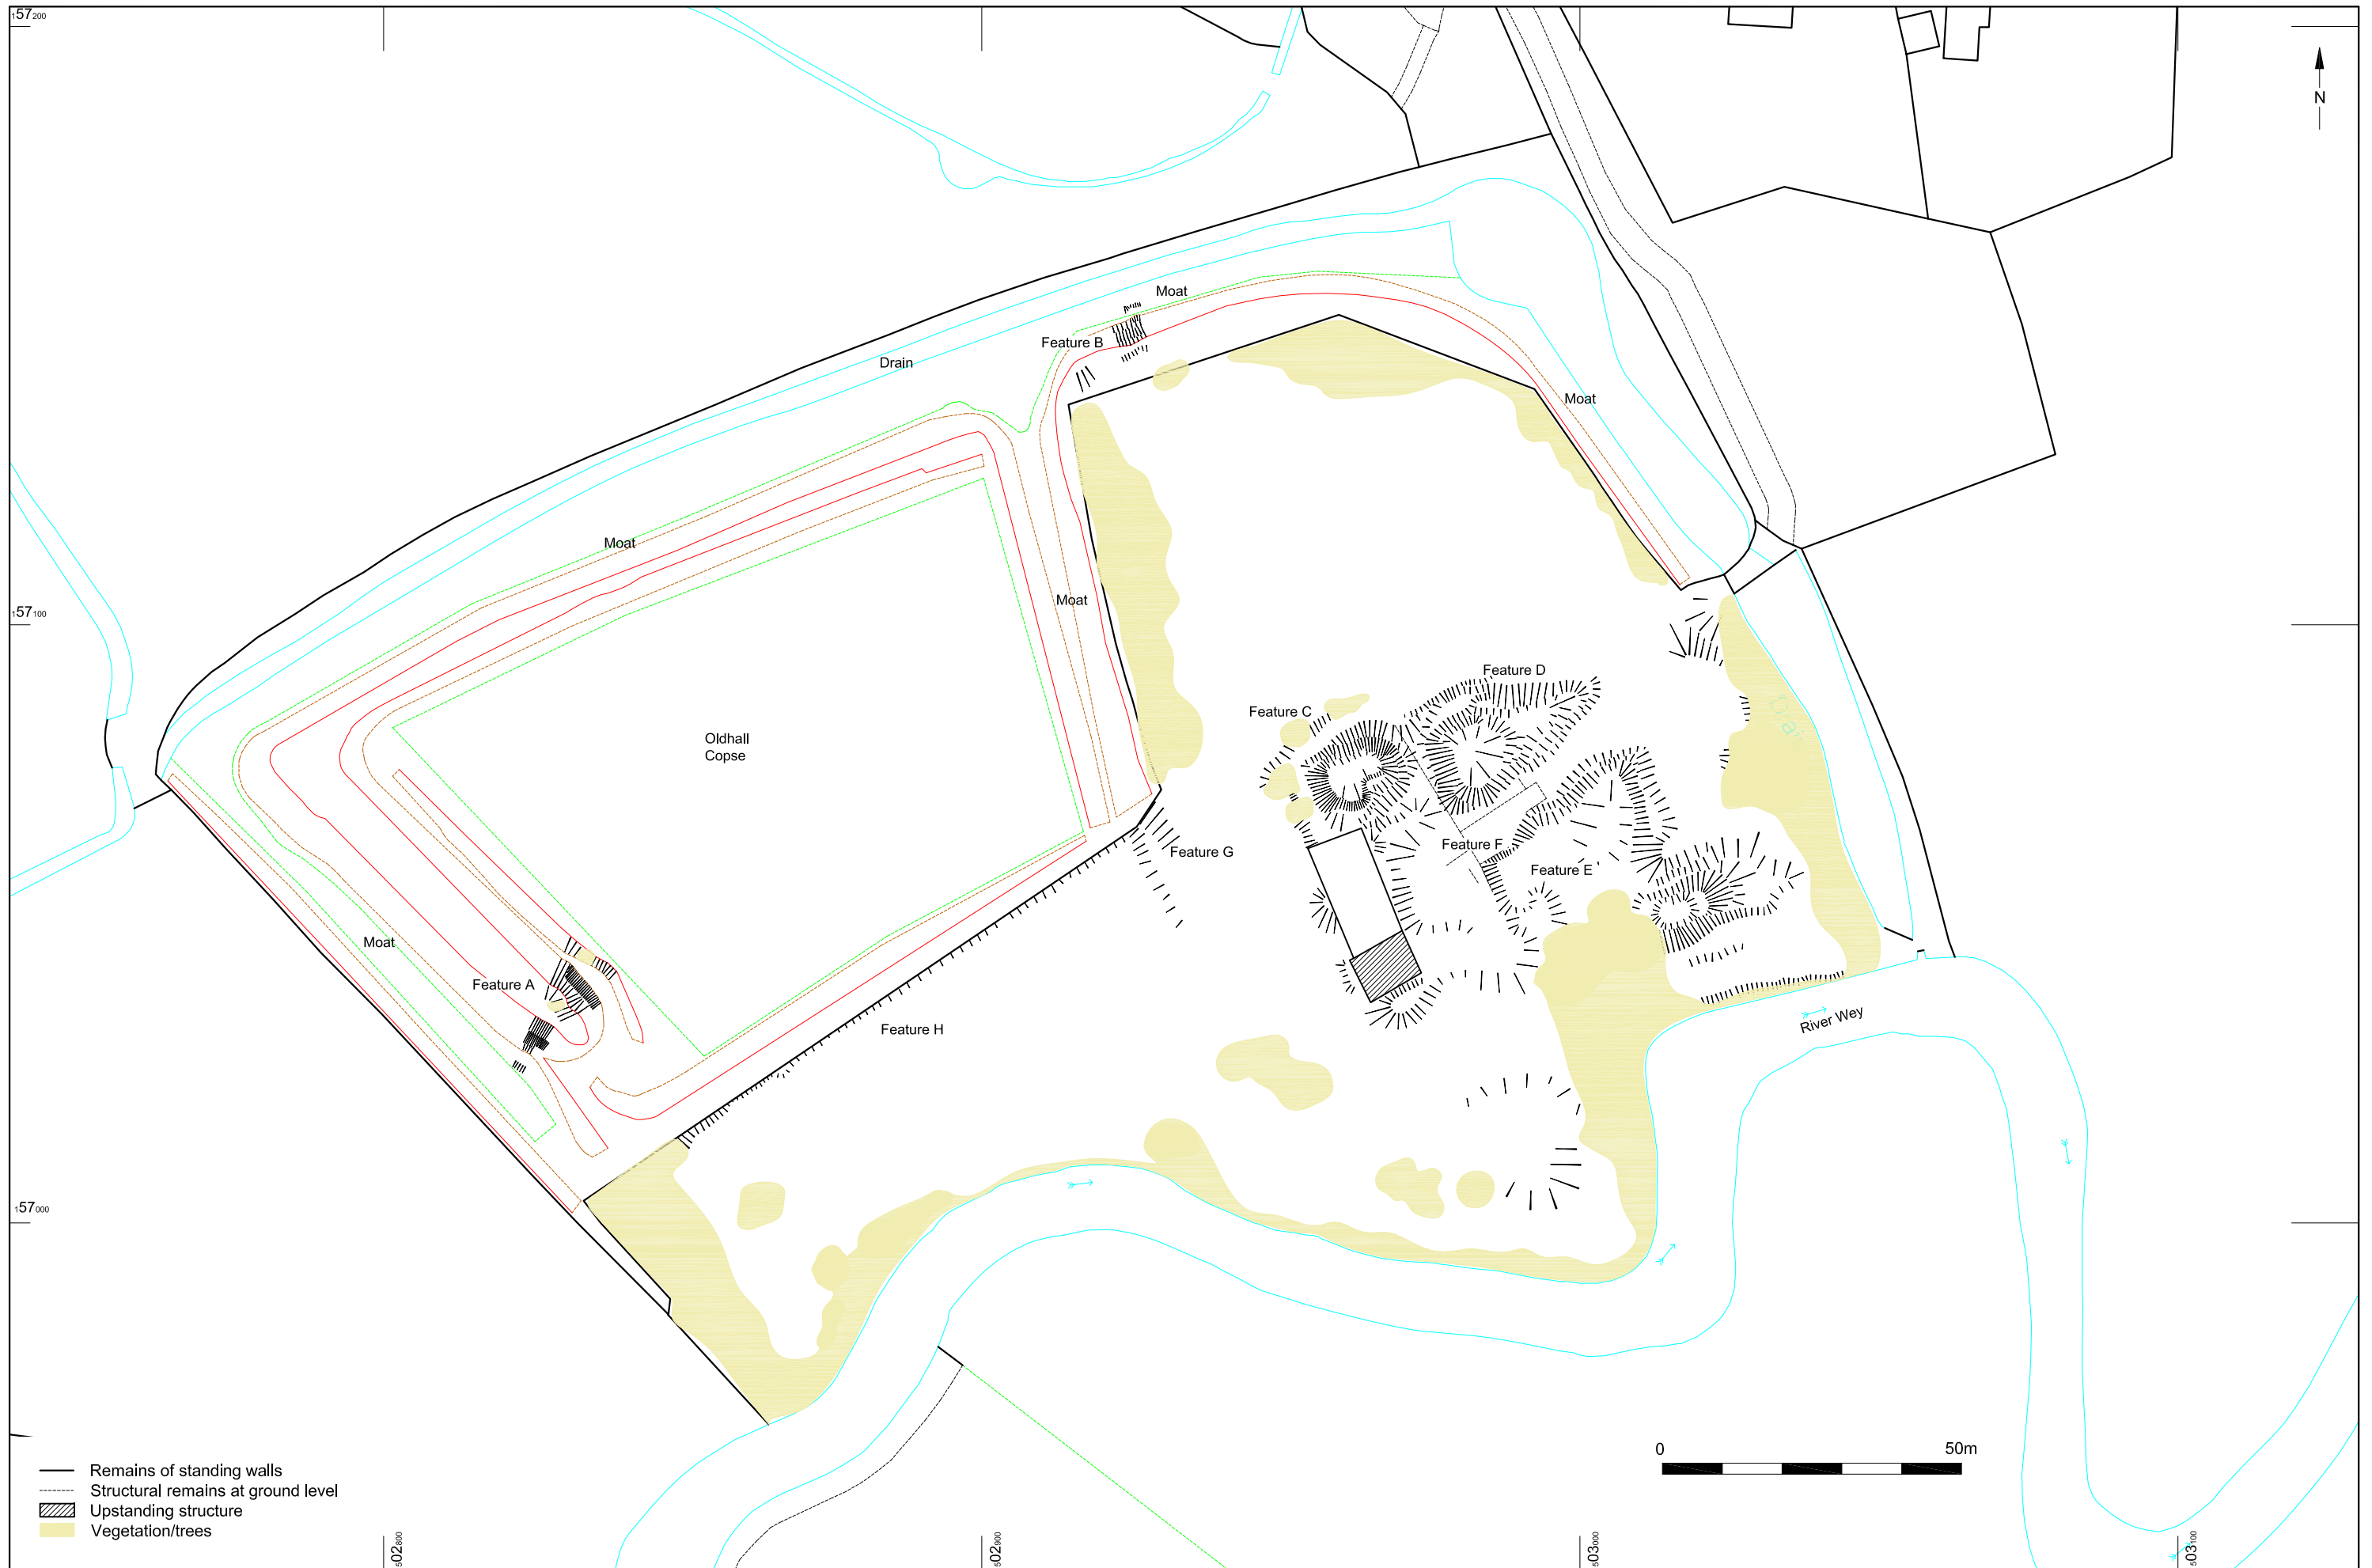 157200
N
Moat
Feature B
Drain
Moat
Moat
Moat
157100
Feature D
Feature C
Drain
Oldhall
Copse
Feature F
Feature G
Feature E
Moat
Feature A
River Wey
Feature H
157000
0 50m
Remains of standing walls
Structural remains at ground level
Upstanding structure
Vegetation/trees
502800
502900
503000
503100